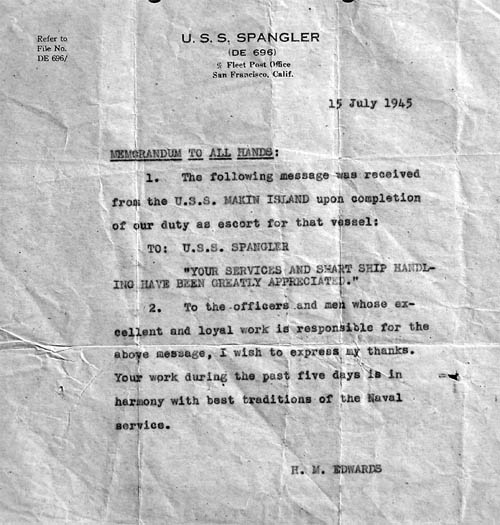 Refer to
File No.
DE 696/
U. S. S. SPANGLER
(DE 696)
℅ Fleet Post Office
San Francisco, Calif.
15 July 1945
MEMORANDUM TO ALL HANDS:
1. The following message was received
from the U.S.S. MAKIN ISLAND upon completion
of our duty as escort for that vessel:
TO: U.S.S. SPANGLER
"YOUR SERVICES AND SMART SHIP HANDL-
ING HAVE BEEN GREATLY APPRECIATED."
2. To the officers and men whose ex-
cellent and loyal work is responsible for the
above message, I wish to express my thanks.
Your work during the past five days is in
harmony with best traditions of the Naval
service.
H. M. EDWARDS